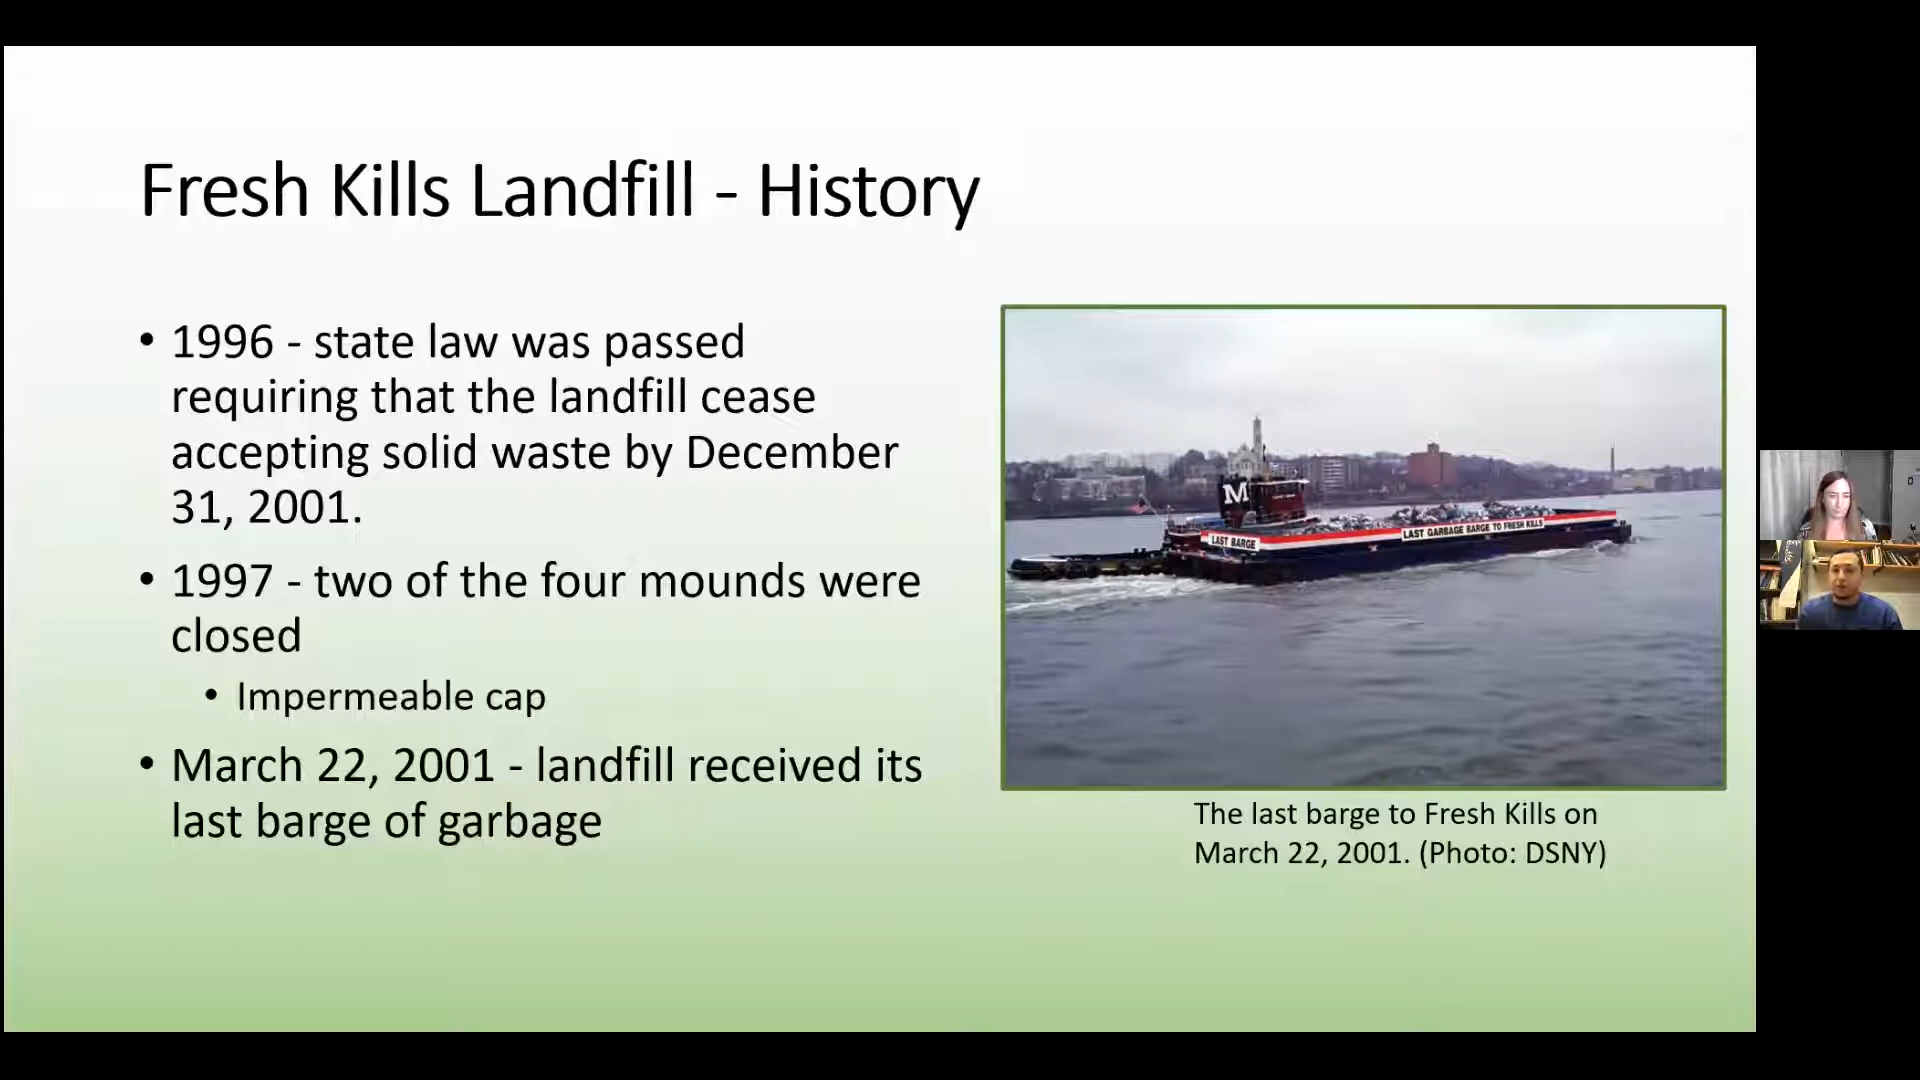 Fresh Kills Landfill - History
• 1996 - state law was passed
requiring that the landfill cease
accepting solid waste by December
31, 2001.
• 1997 - two of the four mounds were
closed
• Impermeable cap
• March 22, 2001 - landfill received its
last barge of garbage
M
LAST BARGE
LAST GARBAGE BARGE TO FRESH KILLS
The last barge to Fresh Kills on
March 22, 2001. (Photo: DSNY)